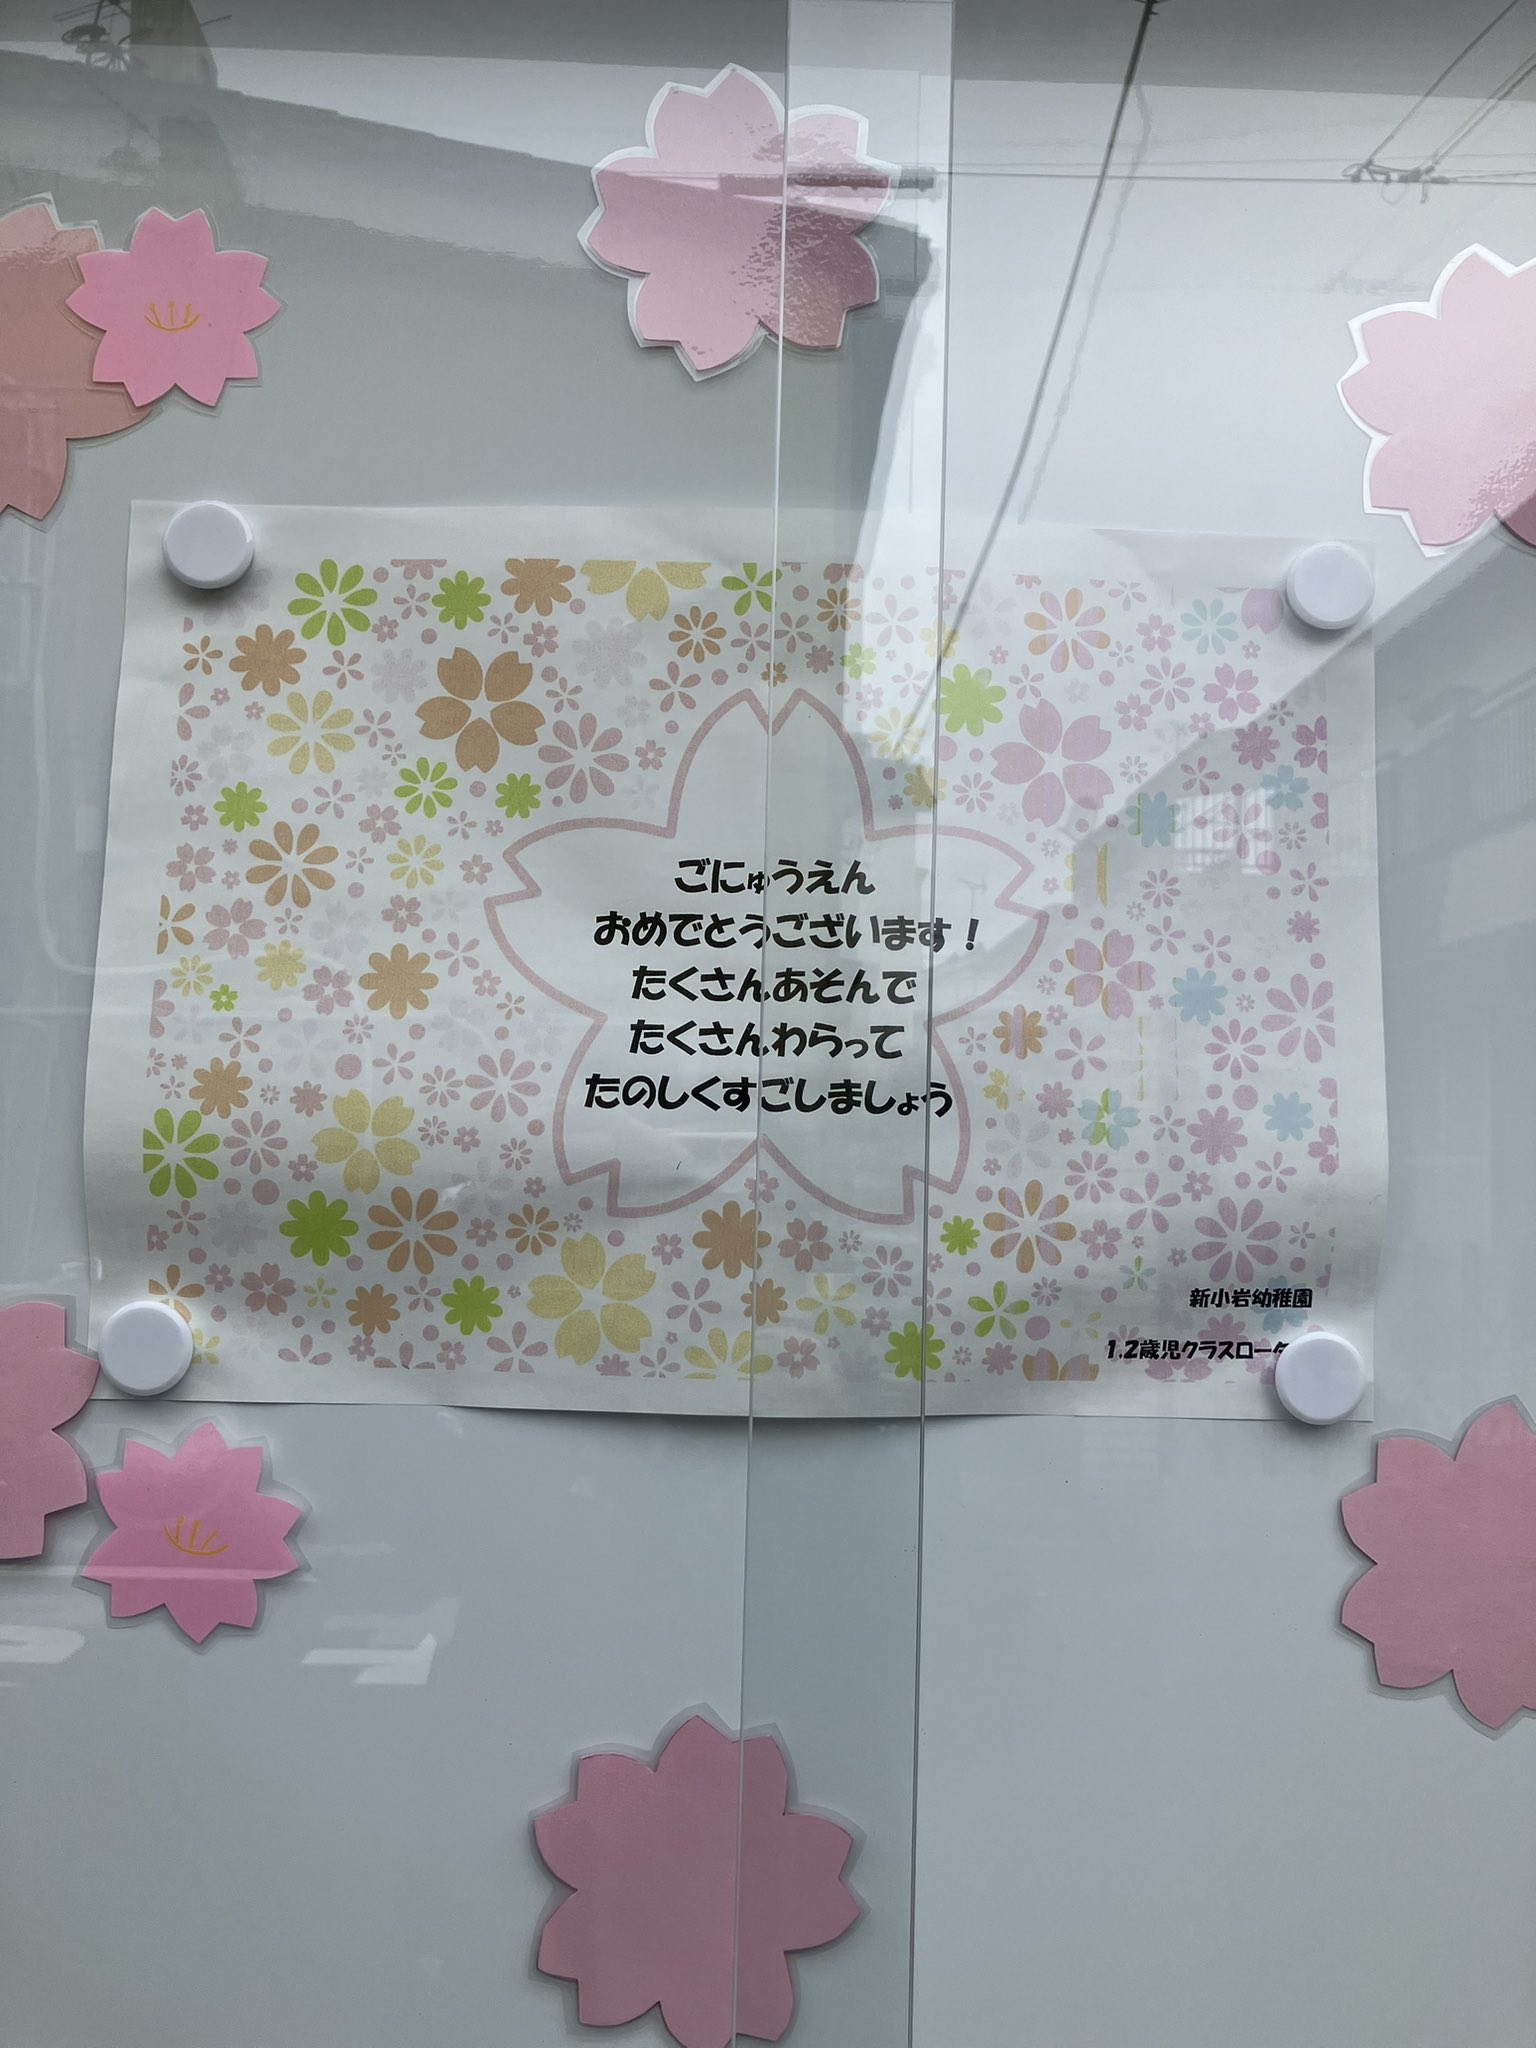 ごにゅうえん
おめでとうございます！
たくさんあそんで
たくさんわらって
たのしくすごしましょう
新小岩幼稚園
1.2歳児クラスロータ